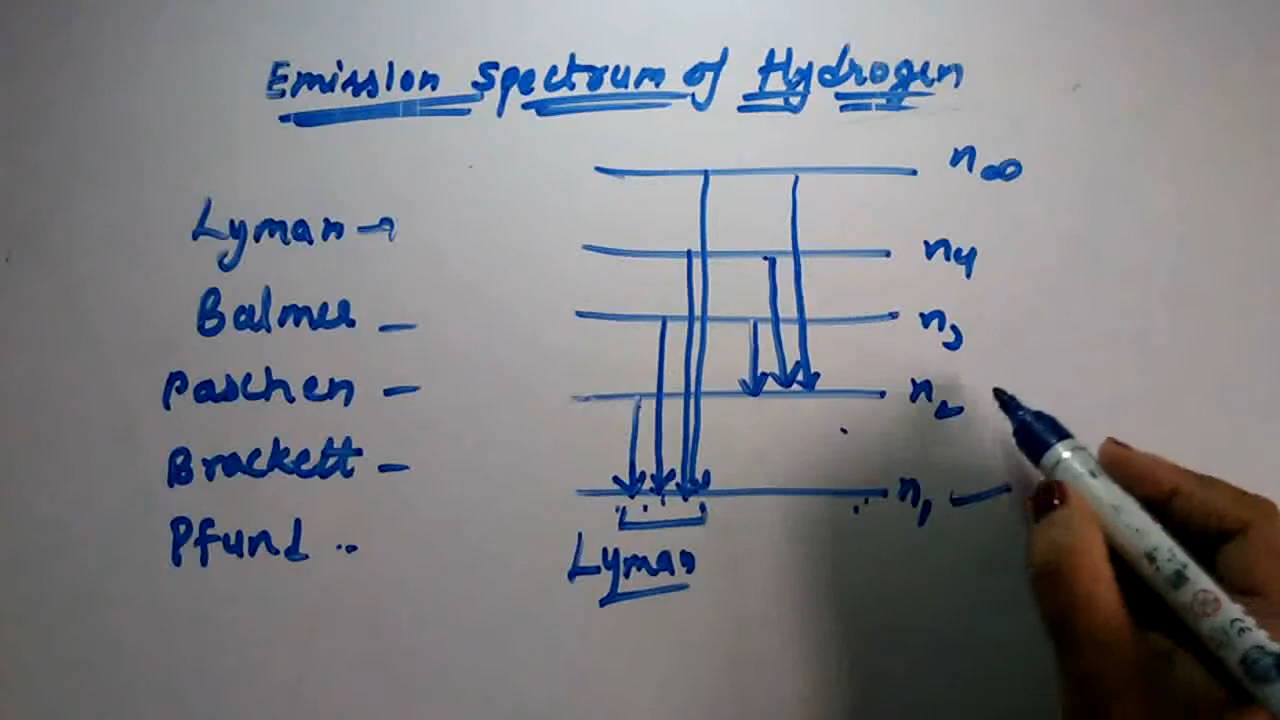 Emission Spectrum of Hydrogen
n∞
Lyman →
n4
Balmer —
n3
Paschen —
n2
Brackett —
n1 —
Pfund ..
Lyman